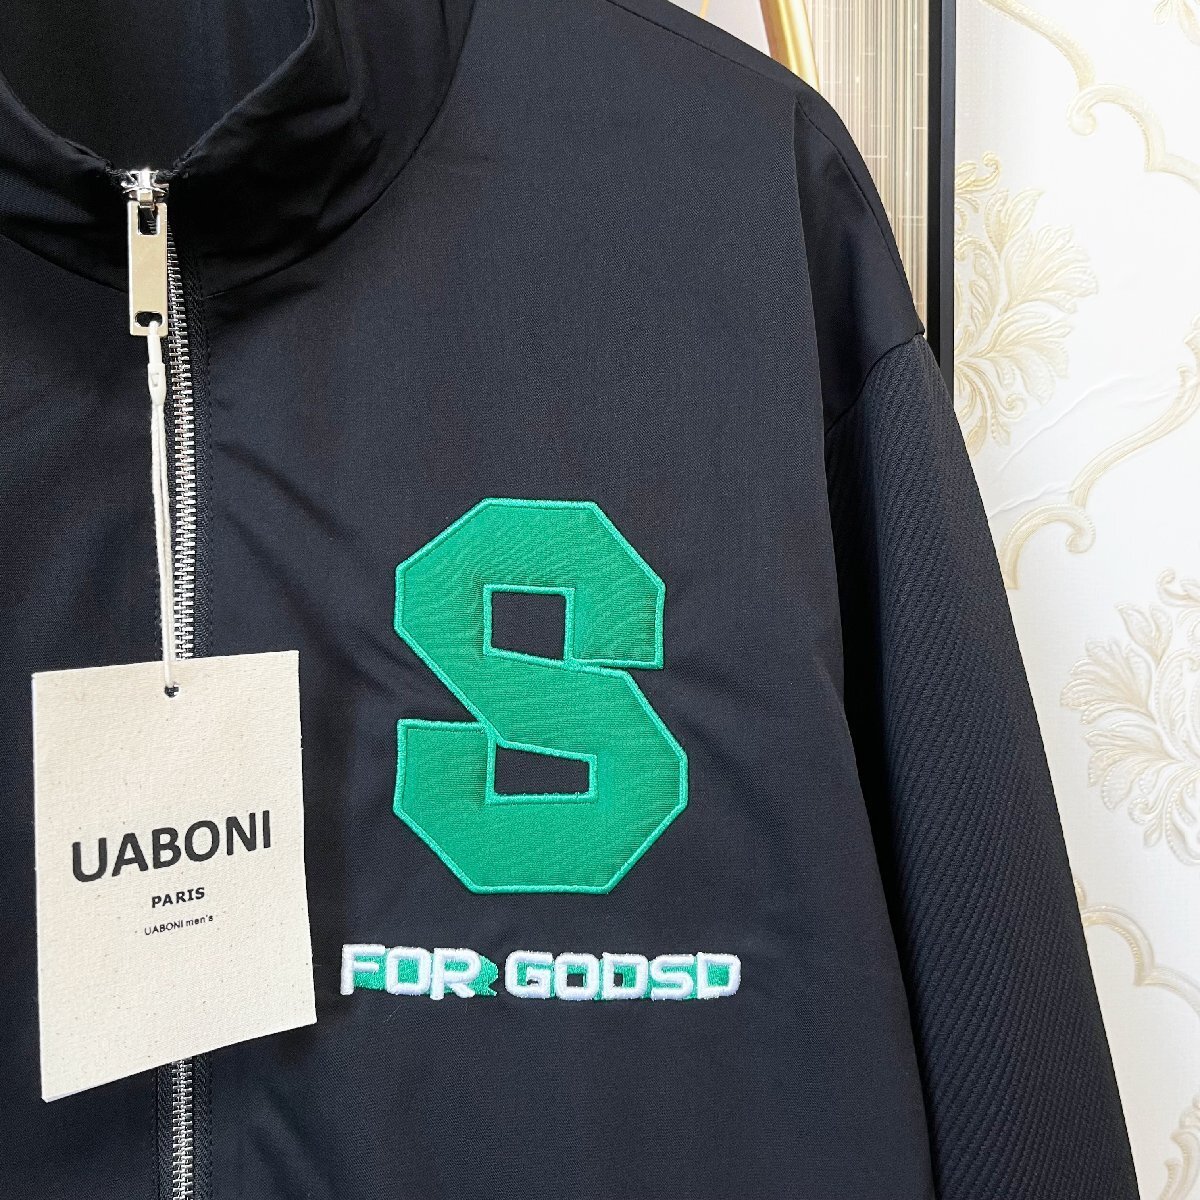 S
FOR GODSD
UABONI
PARIS
UABONI men's